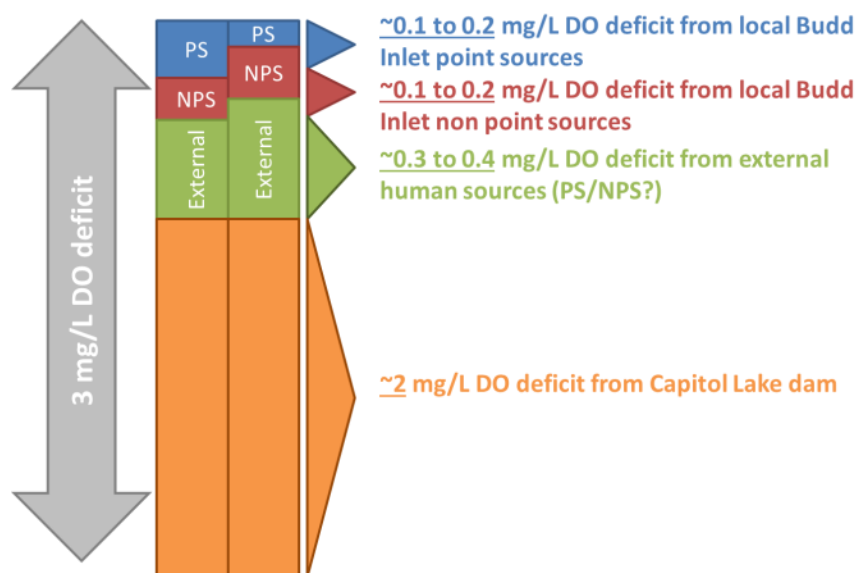 3 mg/L DO deficit
PS
PS
NPS
NPS
External
External
~0.1 to 0.2 mg/L DO deficit from local Budd
Inlet point sources
~0.1 to 0.2 mg/L DO deficit from local Budd
Inlet non point sources
~0.3 to 0.4 mg/L DO deficit from external
human sources (PS/NPS?)
~2 mg/L DO deficit from Capitol Lake dam